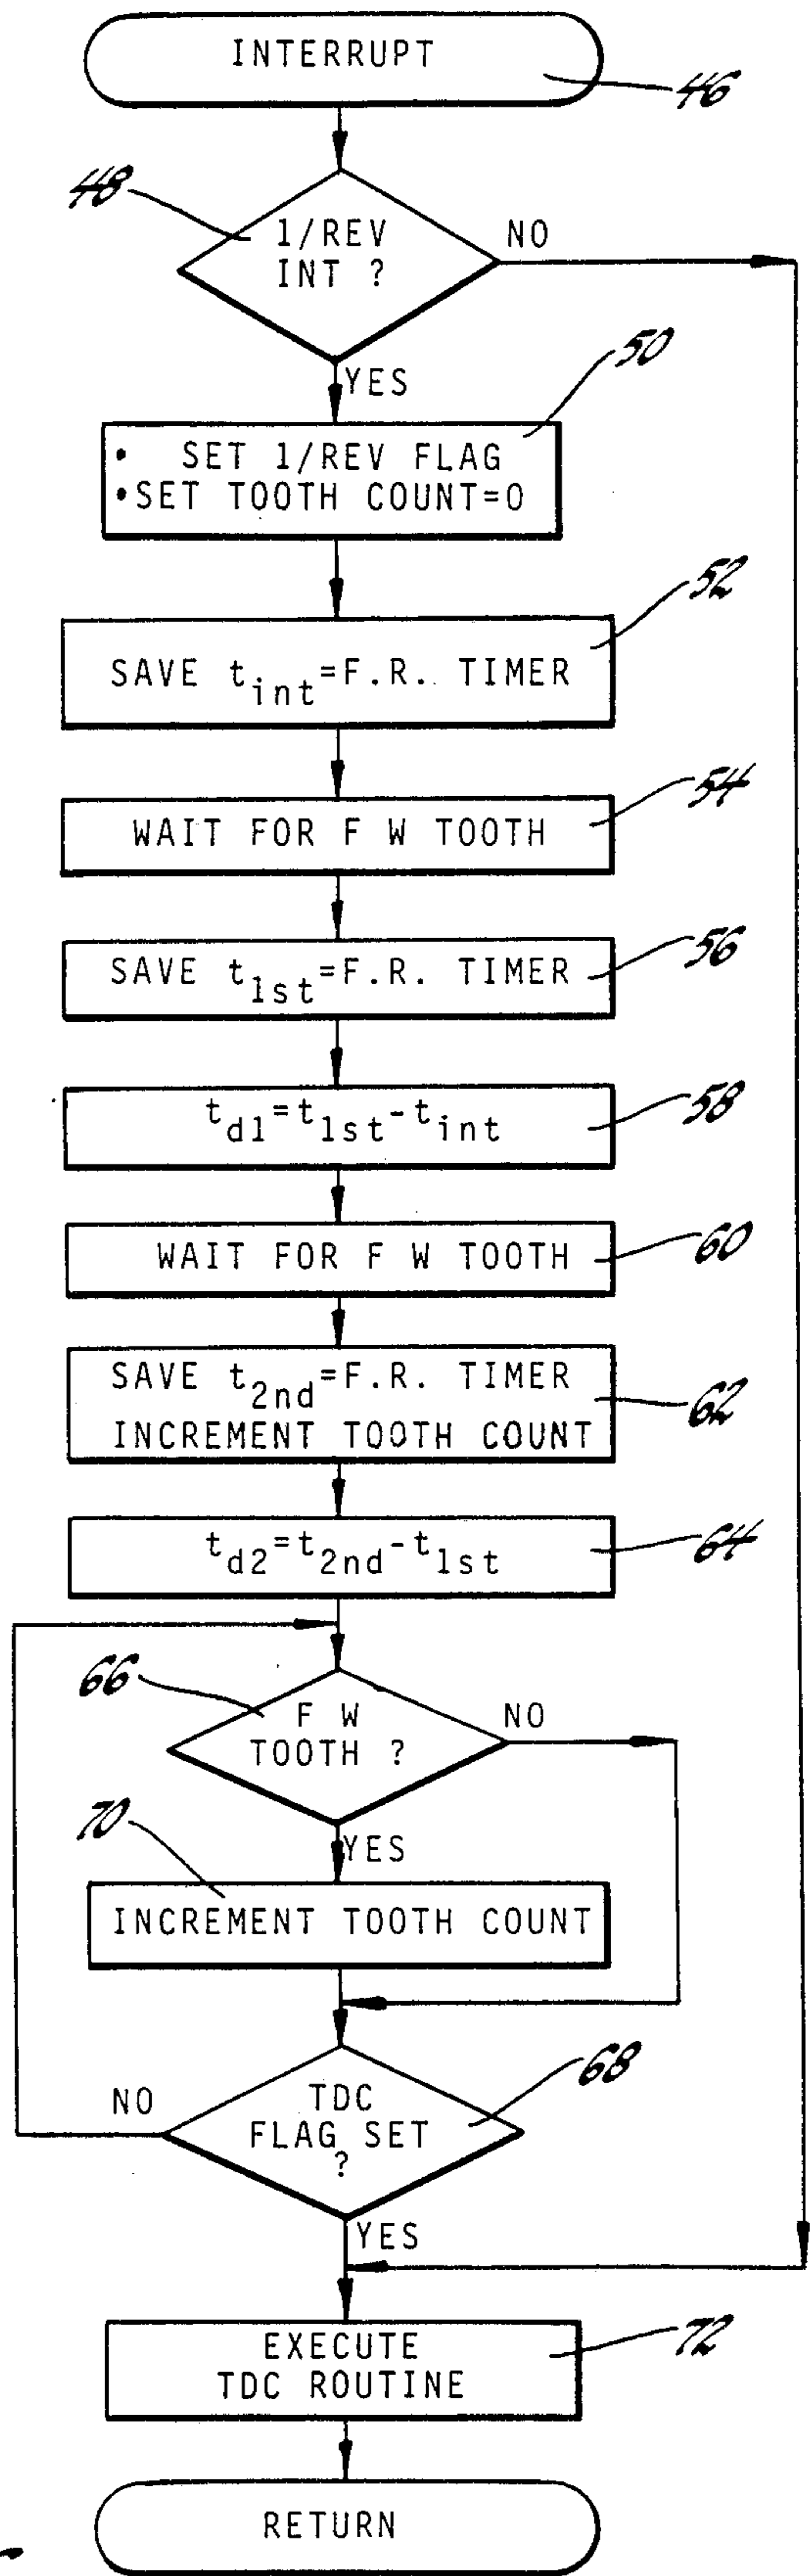 INTERRUPT
46
48
1/REV
INT ?
NO
YES
50
• SET 1/REV FLAG
•SET TOOTH COUNT=0
52
SAVE tint=F.R. TIMER
54
WAIT FOR F W TOOTH
56
SAVE t1st=F.R. TIMER
58
td1=t1st-tint
60
WAIT FOR F W TOOTH
62
SAVE t2nd=F.R. TIMER
INCREMENT TOOTH COUNT
64
td2=t2nd-t1st
66
F W
TOOTH ?
NO
YES
70
INCREMENT TOOTH COUNT
68
TDC
FLAG SET
?
NO
YES
72
EXECUTE
TDC ROUTINE
RETURN